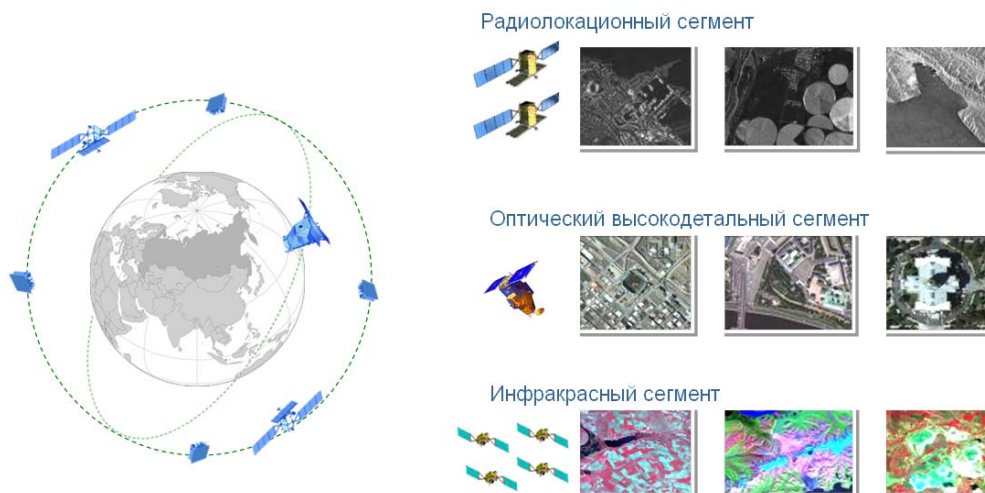 Радиолокационный сегмент
Оптический высокодетальный сегмент
Инфракрасный сегмент